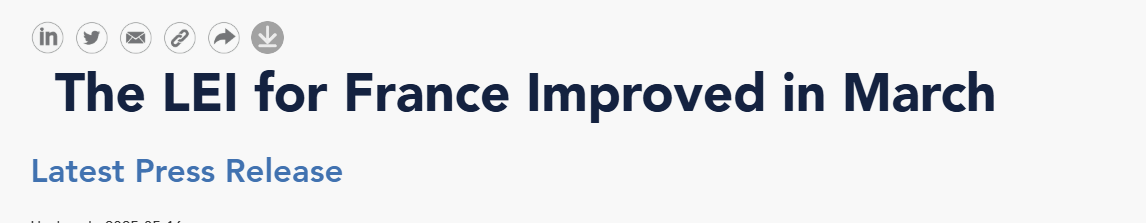 The LEI for France Improved in March
Latest Press Release